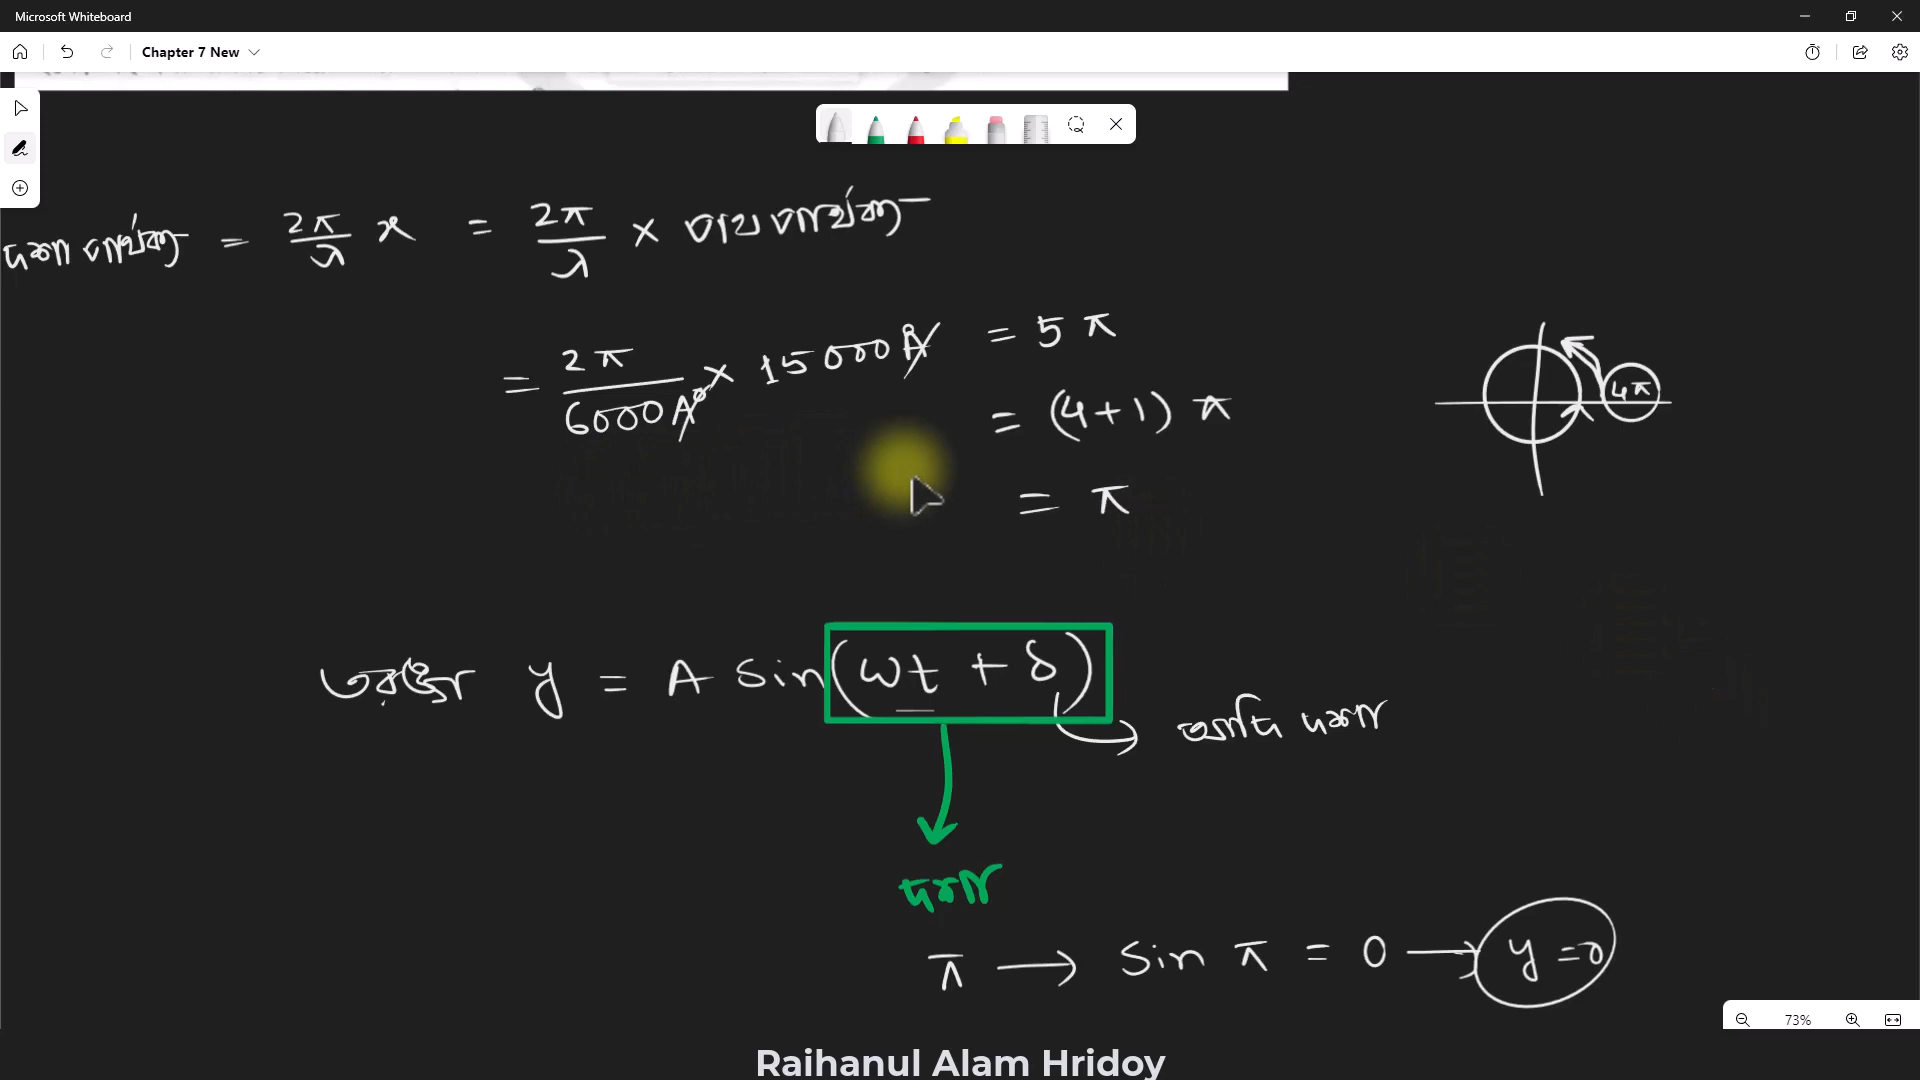 Microsoft Whiteboard
Chapter 7 New
দশা পার্থক্য = 2π/λ x = 2π/λ × পথ পার্থক্য
= 2π/6000A° × 15000Å = 5π
= (4+1) π
= π
4π
তরঙ্গের y = A Sin(ωt + δ)
আদি দশা
দশা
π → Sin π = 0 → y=0
73%
Raihanul Alam Hridoy